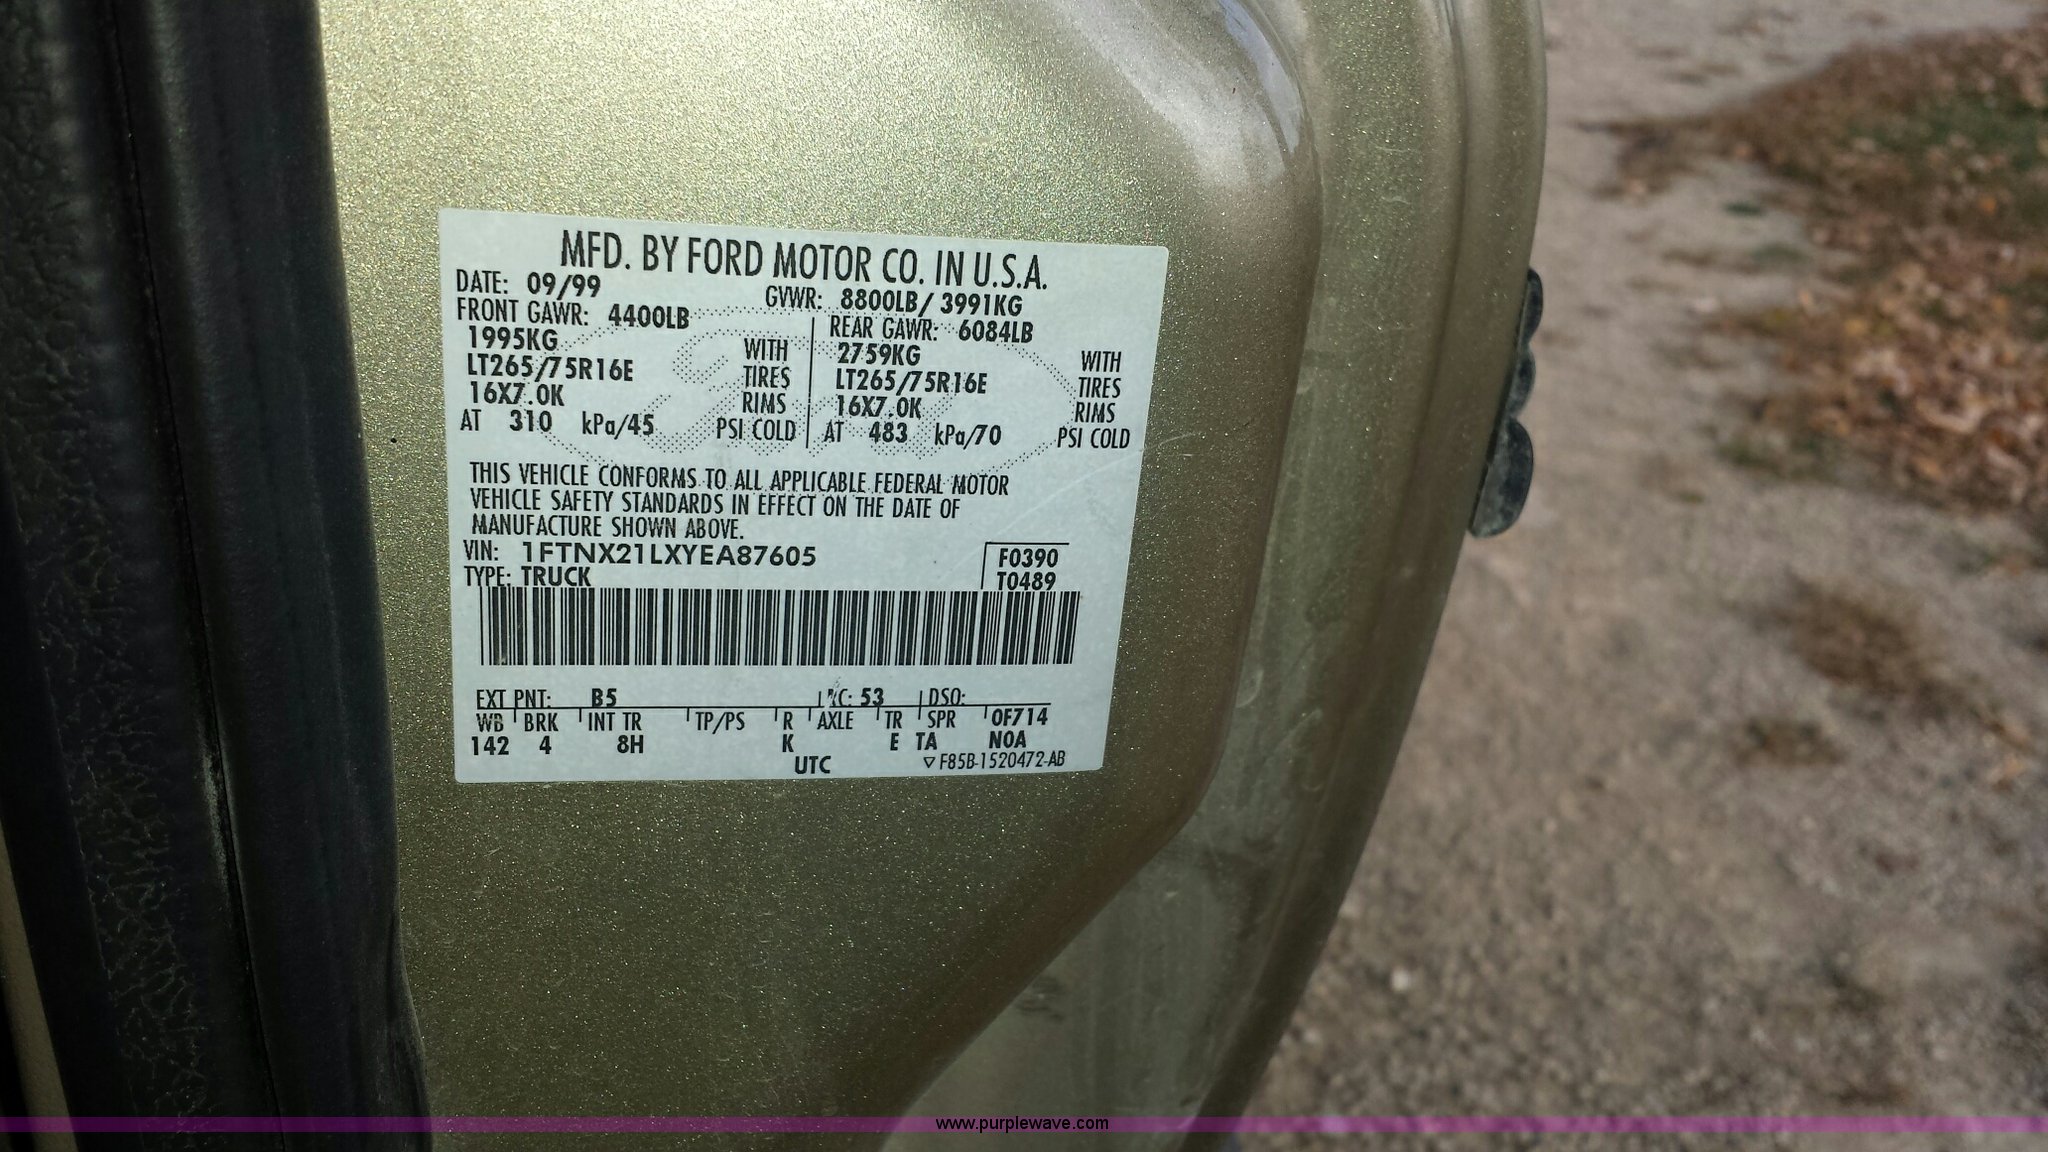 MFD. BY FORD MOTOR CO. IN U.S.A.
DATE: 09/99 GVWR: 8800LB/ 3991KG
FRONT GAWR: 4400LB REAR GAWR: 6084LB
1995KG WITH 2759KG WITH
LT265/75R16E TIRES LT265/75R16E TIRES
16X7.0K RIMS 16X7.0K RIMS
AT 310 kPa/45 PSI COLD AT 483 kPa/70 PSI COLD
THIS VEHICLE CONFORMS TO ALL APPLICABLE FEDERAL MOTOR
VEHICLE SAFETY STANDARDS IN EFFECT ON THE DATE OF
MANUFACTURE SHOWN ABOVE.
VIN: 1FTNX21LXYEA87605 F0390
TYPE: TRUCK T0489
EXT PNT: B5 53 DSO:
WB BRK INT TR TP/PS R AXLE TR SPR 0F714
142 4 8H K E TA N0A
UTC ▽ F85B-1520472-AB
www.purplewave.com